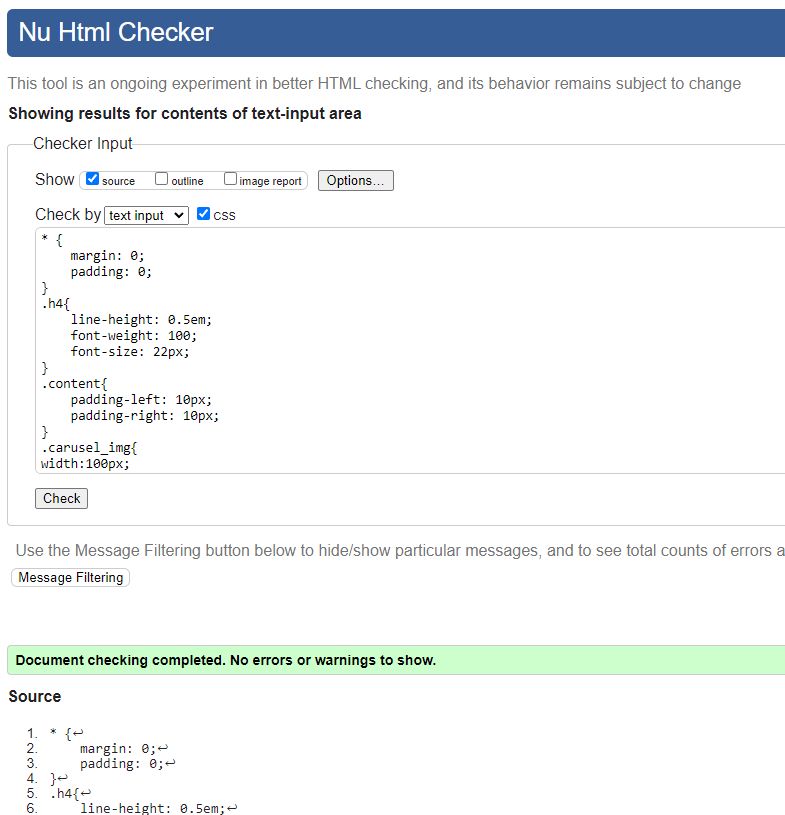 Nu Html Checker
This tool is an ongoing experiment in better HTML checking, and its behavior remains subject to change
Showing results for contents of text-input area
Checker Input
Show source outline image report Options...
Check by text input css
* {
    margin: 0;
    padding: 0;
}
.h4{
    line-height: 0.5em;
    font-weight: 100;
    font-size: 22px;
}
.content{
    padding-left: 10px;
    padding-right: 10px;
}
.carusel_img{
width:100px;
Check
Use the Message Filtering button below to hide/show particular messages, and to see total counts of errors a
Message Filtering
Document checking completed. No errors or warnings to show.
Source
1. * {↩
2.     margin: 0;↩
3.     padding: 0;↩
4. }↩
5. .h4{↩
6.     line-height: 0.5em;↩